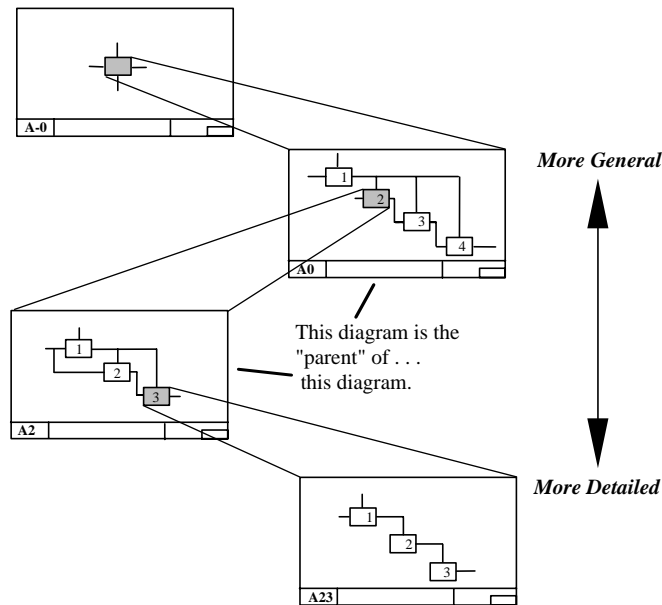 A-0
More General
1
2
3
4
A0
This diagram is the
"parent" of . . .
this diagram.
1
2
3
A2
More Detailed
1
2
3
A23